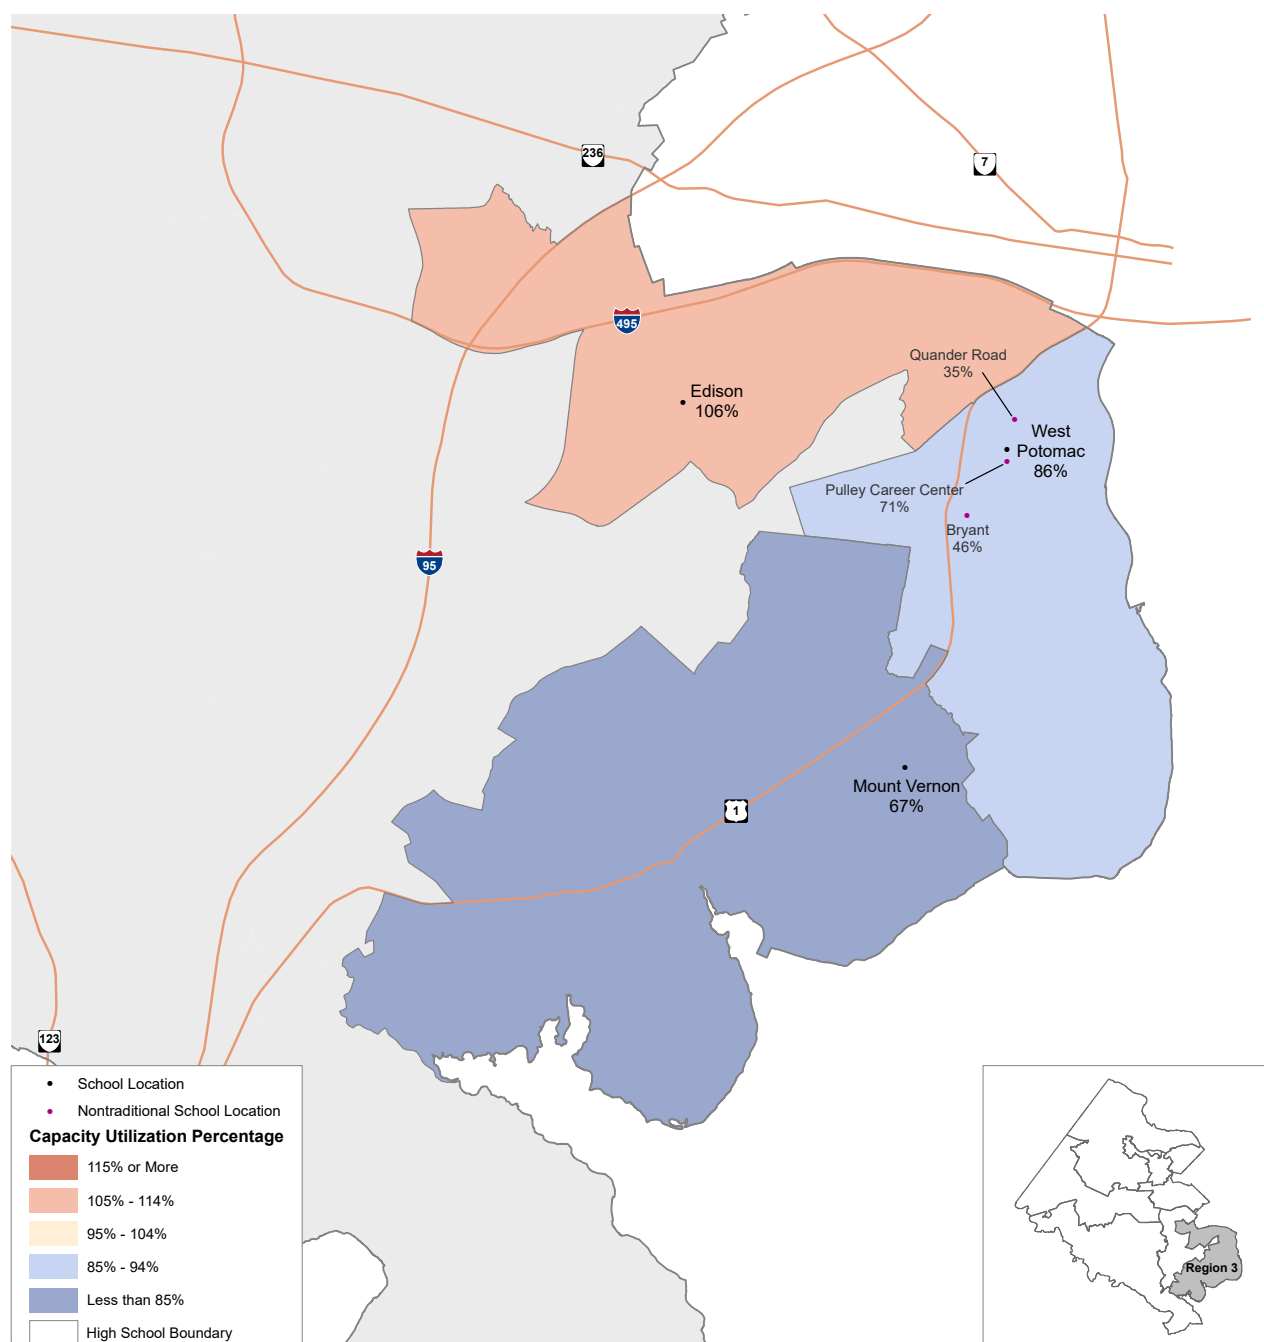 236
7
495
Quander Road
35%
Edison
106%
West
Potomac
86%
Pulley Career Center
71%
Bryant
46%
95
Mount Vernon
67%
1
123
School Location
Nontraditional School Location
Capacity Utilization Percentage
115% or More
105% - 114%
95% - 104%
85% - 94%
Less than 85%
High School Boundary
Region 3